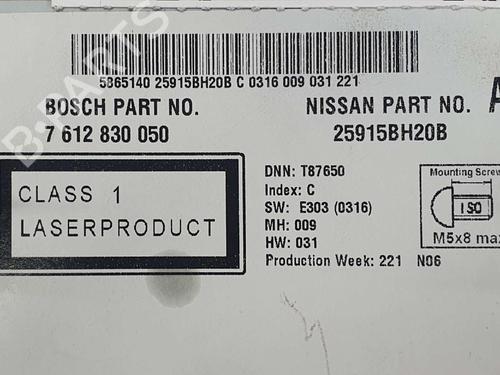 5865140 25915BH20B C 0316 009 031 221
BOSCH PART NO.
7 612 830 050
NISSAN PART NO.
25915BH20B
A
CLASS 1
LASERPRODUCT
DNN: T87650
Index: C
SW: E303 (0316)
MH: 009
HW: 031
Production Week: 221 N06
Mounting Screw
ISO
M5x8 max
B-PARTS